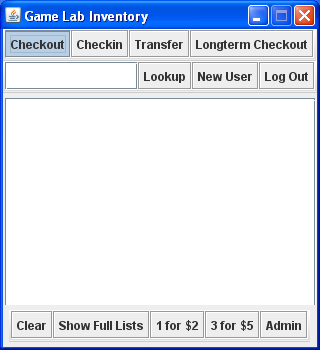 Game Lab Inventory
Checkout Checkin Transfer Longterm Checkout
Lookup New User Log Out
Clear Show Full Lists 1 for $2 3 for $5 Admin